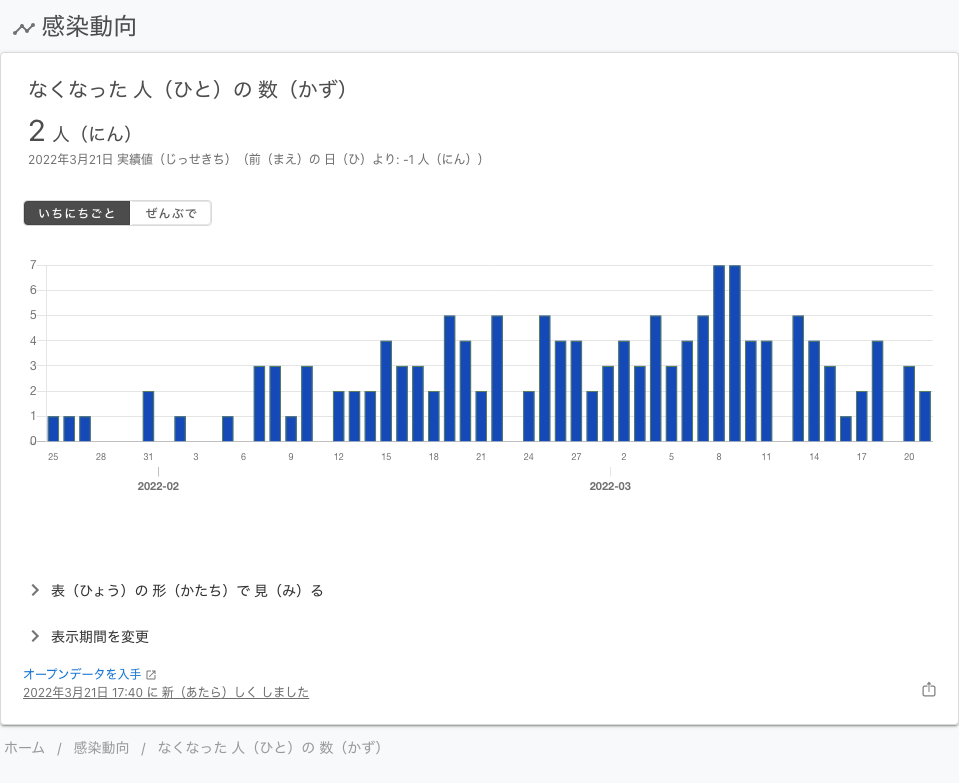 感染動向
なくなった 人（ひと）の 数（かず）
2 人（にん）
2022年3月21日 実績値（じっせきち）（前（まえ）の 日（ひ）より: -1 人（にん））
いちにちごと ぜんぶで
7
6
5
4
3
2
1
0
25 28 31 3 6 9 12 15 18 21 24 27 2 5 8 11 14 17 20
2022-02 2022-03
表（ひょう）の 形（かたち）で 見（み）る
表示期間を変更
オープンデータを入手
2022年3月21日 17:40 に 新（あたら）しく しました
ホーム / 感染動向 / なくなった 人（ひと）の 数（かず）